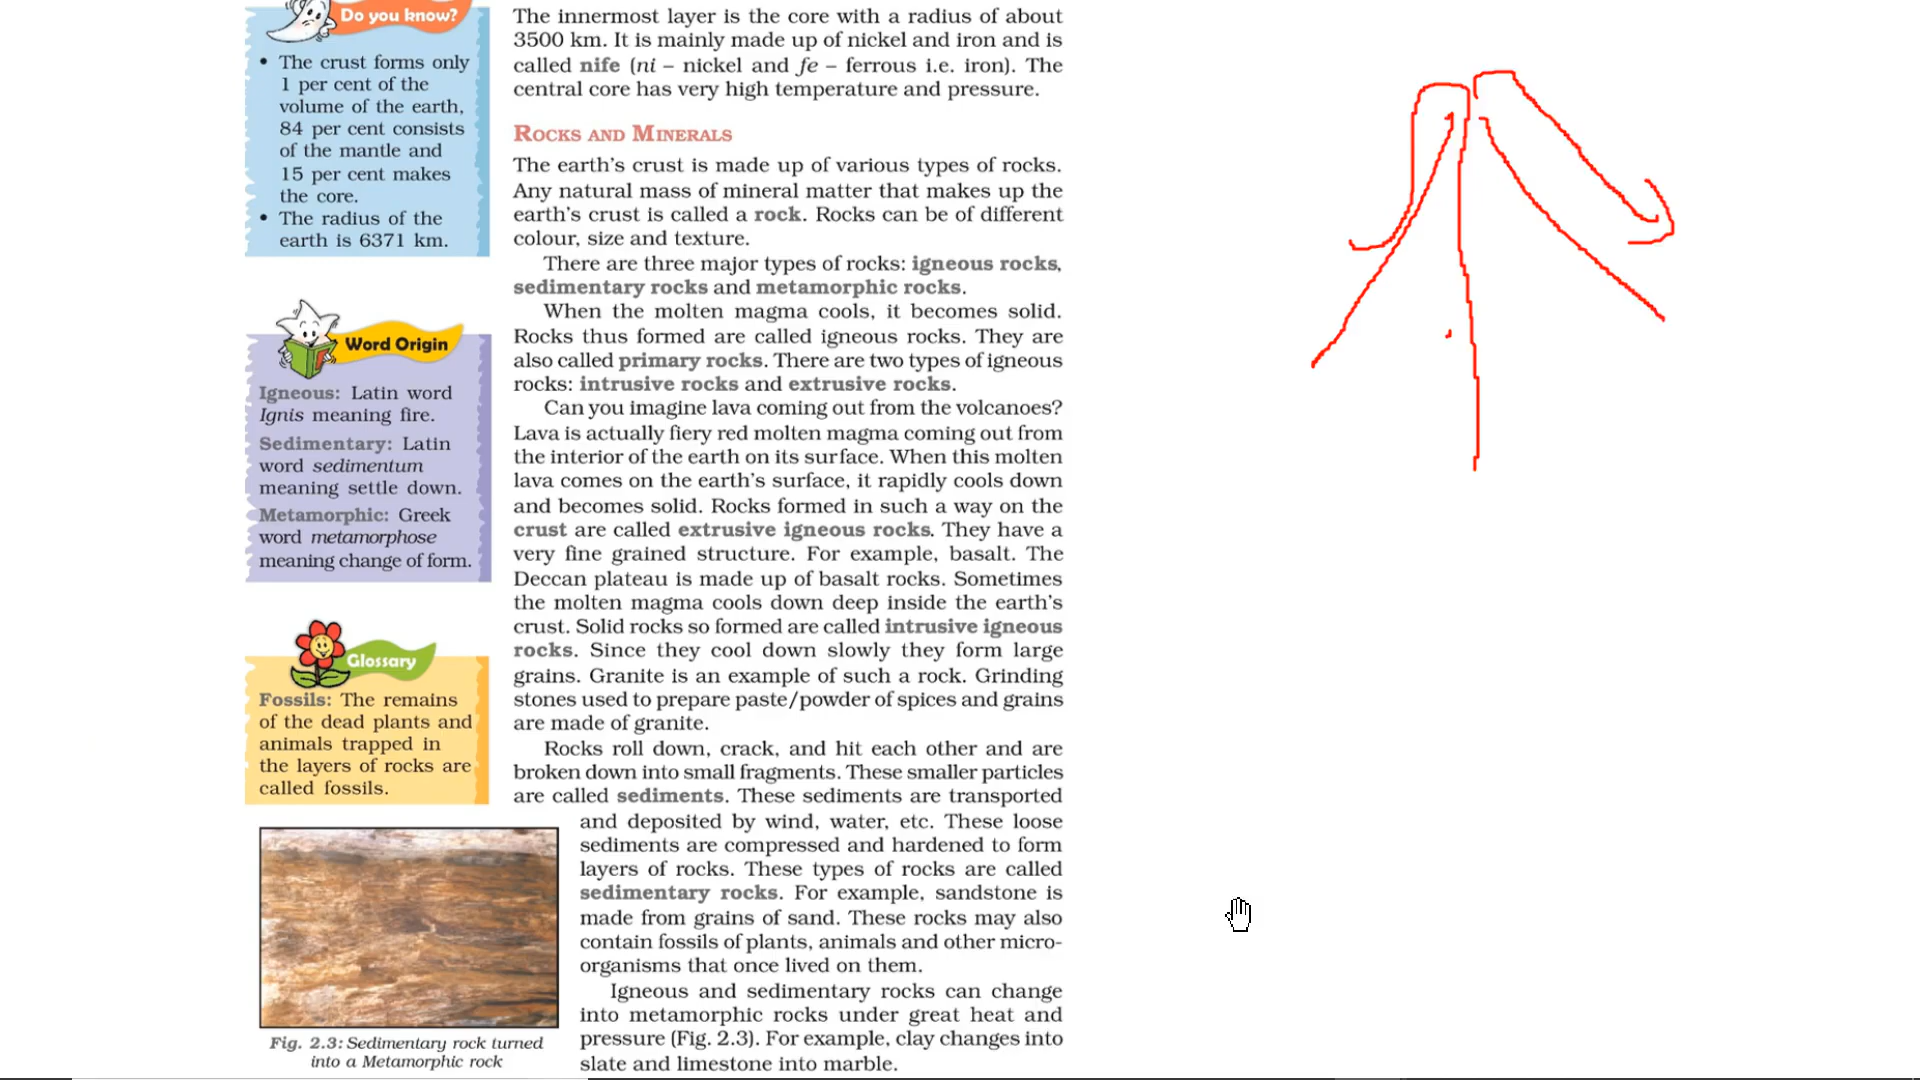 Do you know?
• The crust forms only
1 per cent of the
volume of the earth,
84 per cent consists
of the mantle and
15 per cent makes
the core.
• The radius of the
earth is 6371 km.
Word Origin
Igneous: Latin word
Ignis meaning fire.
Sedimentary: Latin
word sedimentum
meaning settle down.
Metamorphic: Greek
word metamorphose
meaning change of form.
Glossary
Fossils: The remains
of the dead plants and
animals trapped in
the layers of rocks are
called fossils.
Fig. 2.3: Sedimentary rock turned
into a Metamorphic rock
The innermost layer is the core with a radius of about
3500 km. It is mainly made up of nickel and iron and is
called nife (ni – nickel and fe – ferrous i.e. iron). The
central core has very high temperature and pressure.
ROCKS AND MINERALS
The earth's crust is made up of various types of rocks.
Any natural mass of mineral matter that makes up the
earth's crust is called a rock. Rocks can be of different
colour, size and texture.
There are three major types of rocks: igneous rocks,
sedimentary rocks and metamorphic rocks.
When the molten magma cools, it becomes solid.
Rocks thus formed are called igneous rocks. They are
also called primary rocks. There are two types of igneous
rocks: intrusive rocks and extrusive rocks.
Can you imagine lava coming out from the volcanoes?
Lava is actually fiery red molten magma coming out from
the interior of the earth on its surface. When this molten
lava comes on the earth's surface, it rapidly cools down
and becomes solid. Rocks formed in such a way on the
crust are called extrusive igneous rocks. They have a
very fine grained structure. For example, basalt. The
Deccan plateau is made up of basalt rocks. Sometimes
the molten magma cools down deep inside the earth's
crust. Solid rocks so formed are called intrusive igneous
rocks. Since they cool down slowly they form large
grains. Granite is an example of such a rock. Grinding
stones used to prepare paste/powder of spices and grains
are made of granite.
Rocks roll down, crack, and hit each other and are
broken down into small fragments. These smaller particles
are called sediments. These sediments are transported
and deposited by wind, water, etc. These loose
sediments are compressed and hardened to form
layers of rocks. These types of rocks are called
sedimentary rocks. For example, sandstone is
made from grains of sand. These rocks may also
contain fossils of plants, animals and other micro-
organisms that once lived on them.
Igneous and sedimentary rocks can change
into metamorphic rocks under great heat and
pressure (Fig. 2.3). For example, clay changes into
slate and limestone into marble.